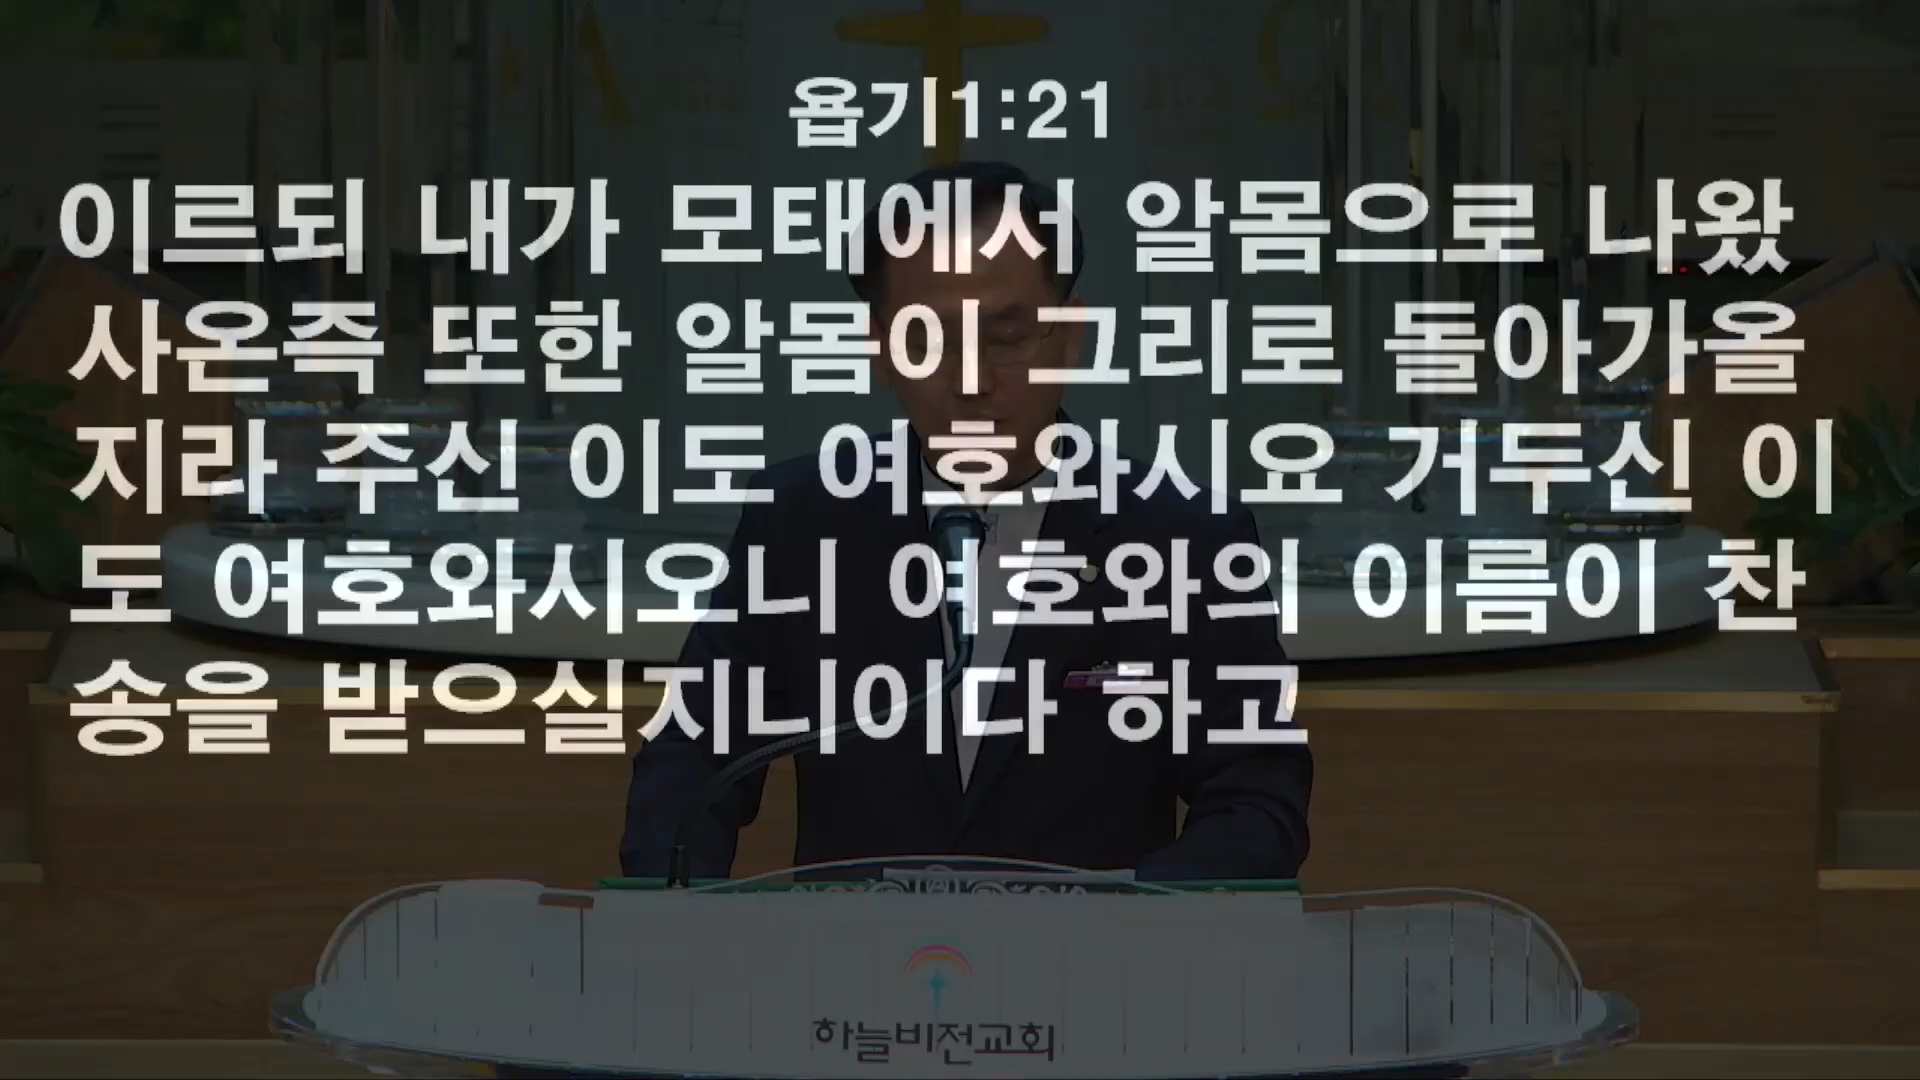 욥기1:21
이르되 내가 모태에서 알몸으로 나왔
사온즉 또한 알몸이 그리로 돌아가올
지라 주신 이도 여호와시요 거두신 이
도 여호와시오니 여호와의 이름이 찬
송을 받으실지니이다 하고
하늘비전교회